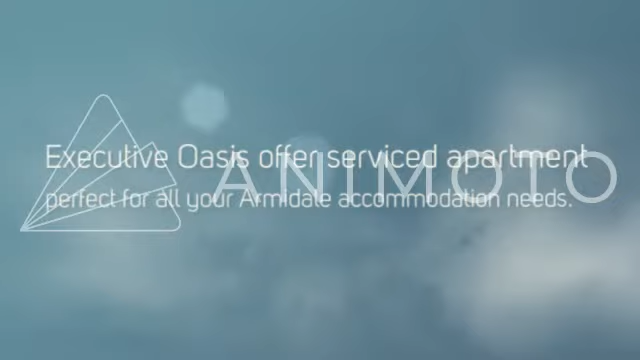 Executive Oasis offer serviced apartment
ANIMOTO
perfect for all your Armidale accommodation needs.